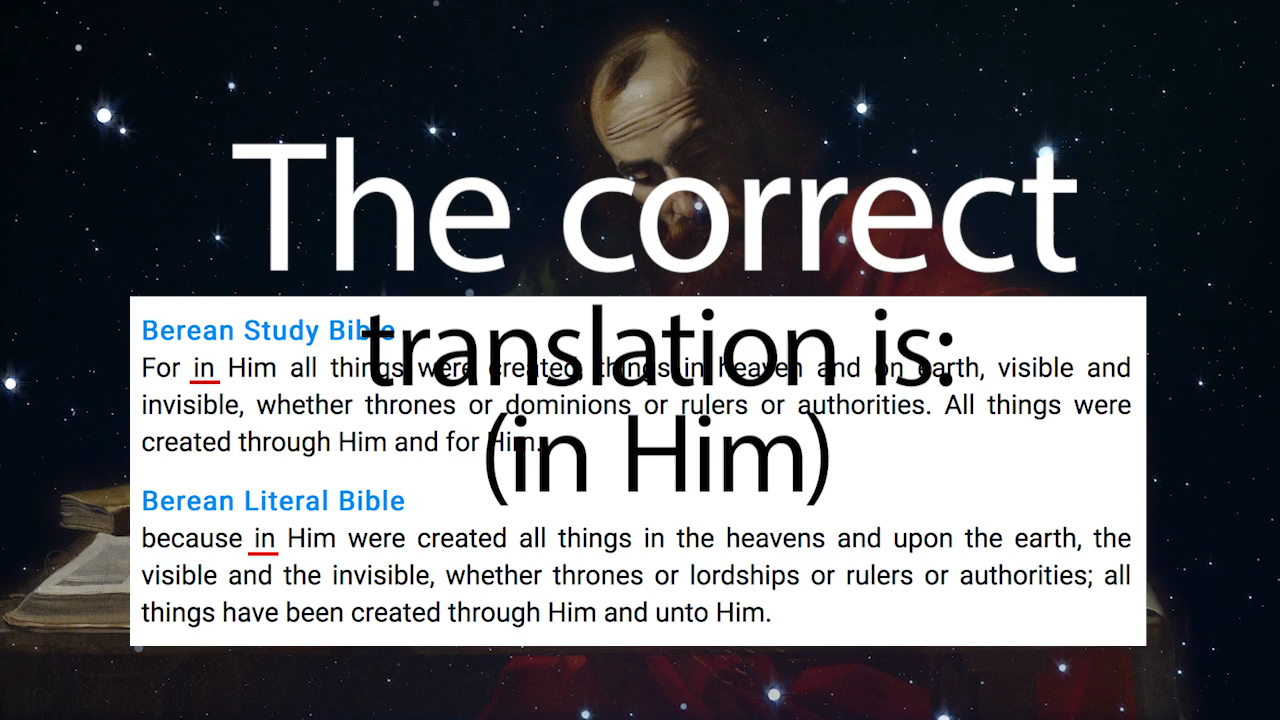 The correct
translation is:
(in Him)
Berean Study Bible
For in Him all things were created, things in heaven and on earth, visible and
invisible, whether thrones or dominions or rulers or authorities. All things were
created through Him and for Him.
Berean Literal Bible
because in Him were created all things in the heavens and upon the earth, the
visible and the invisible, whether thrones or lordships or rulers or authorities; all
things have been created through Him and unto Him.